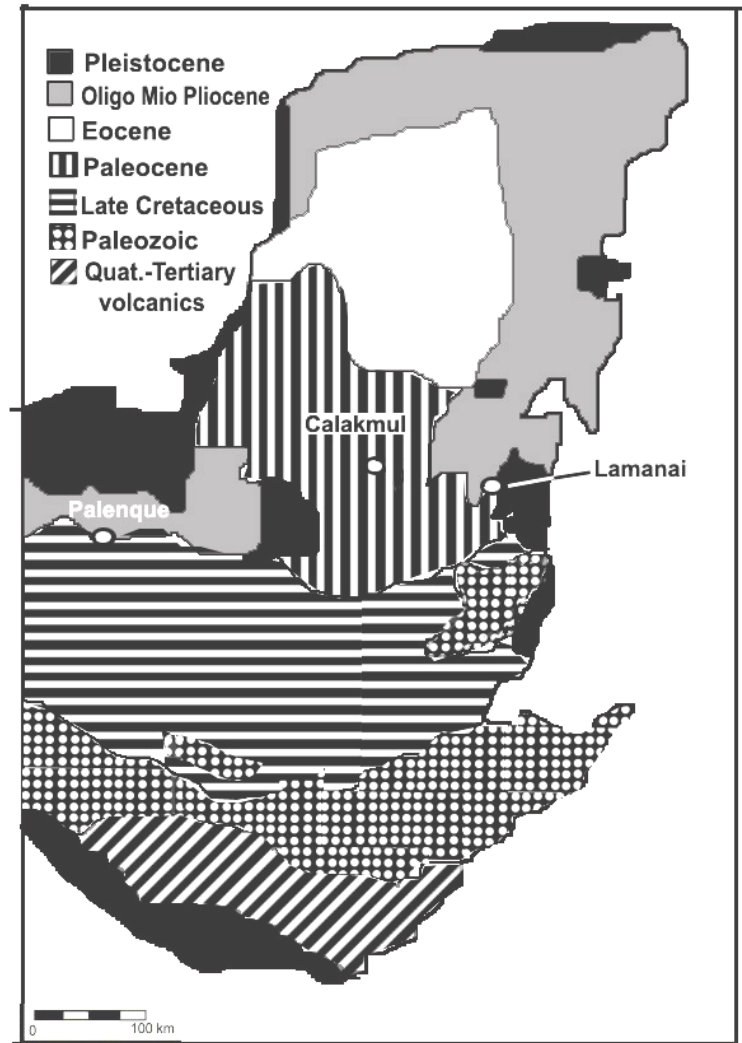 Pleistocene
Oligo Mio Pliocene
Eocene
Paleocene
Late Cretaceous
Paleozoic
Quat.-Tertiary
volcanics
Calakmul
Lamanai
Palenque
0
100 km